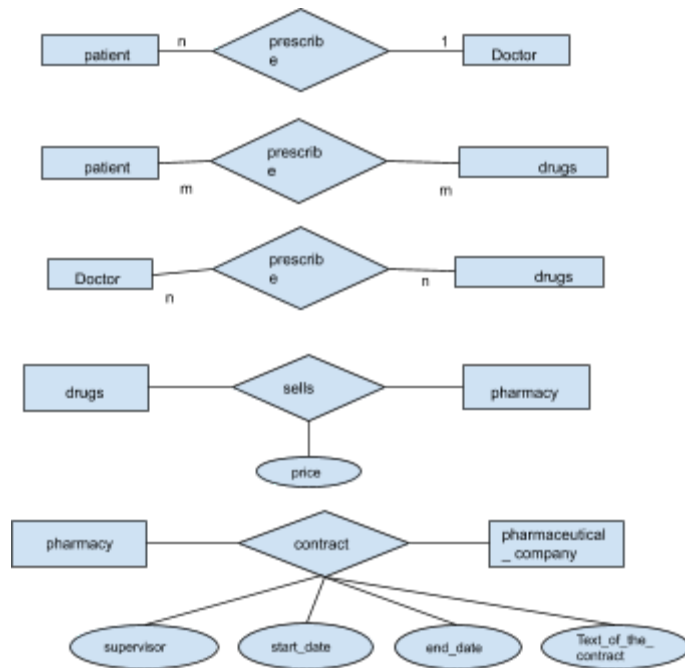 n
prescrib
1
patient
e
Doctor
prescrib
patient
e
drugs
m
m
prescrib
Doctor
e
drugs
n
n
drugs
sells
pharmacy
price
pharmacy
contract
pharmaceutical
_ company
supervisor
start_date
end_date
Text_of_the_
contract